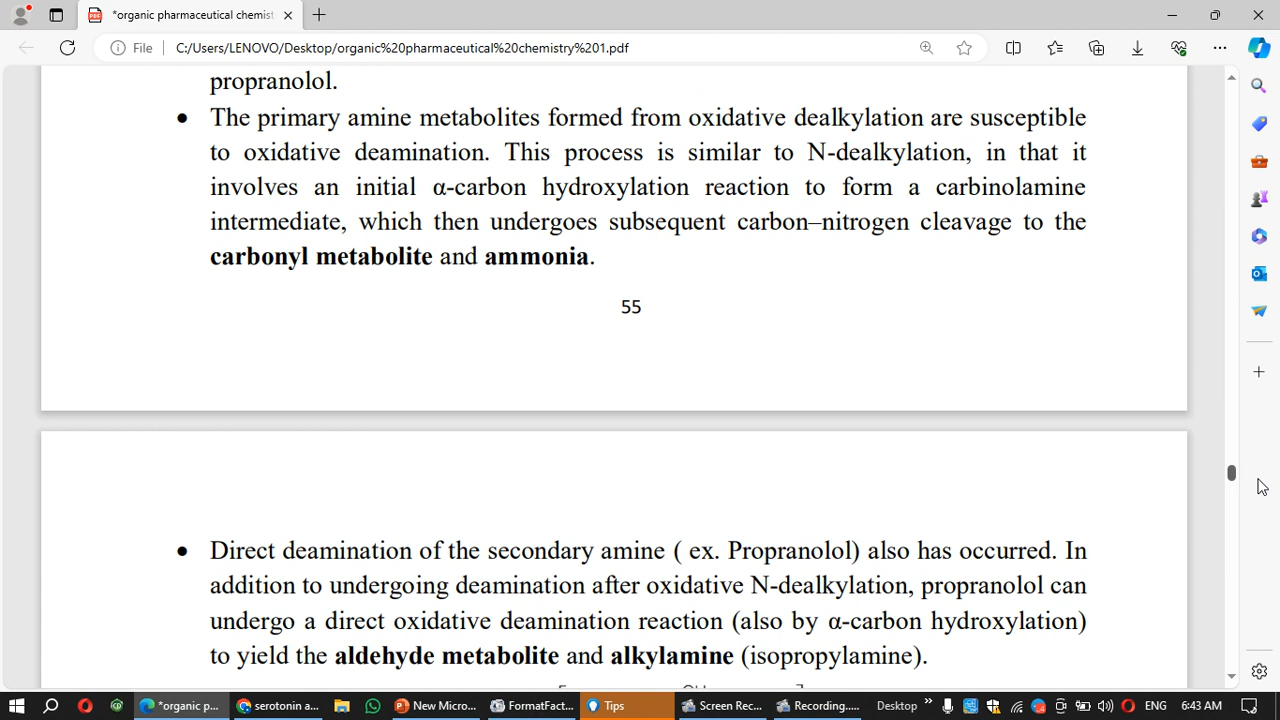 *organic pharmaceutical chemist
File
C:/Users/LENOVO/Desktop/organic%20pharmaceutical%20chemistry%201.pdf
propranolol.
• The primary amine metabolites formed from oxidative dealkylation are susceptible
to oxidative deamination. This process is similar to N-dealkylation, in that it
involves an initial α-carbon hydroxylation reaction to form a carbinolamine
intermediate, which then undergoes subsequent carbon–nitrogen cleavage to the
carbonyl metabolite and ammonia.
55
• Direct deamination of the secondary amine ( ex. Propranolol) also has occurred. In
addition to undergoing deamination after oxidative N-dealkylation, propranolol can
undergo a direct oxidative deamination reaction (also by α-carbon hydroxylation)
to yield the aldehyde metabolite and alkylamine (isopropylamine).
*organic p...
serotonin a...
New Micro...
FormatFact...
Tips
Screen Rec...
Recording....
Desktop
ENG
6:43 AM